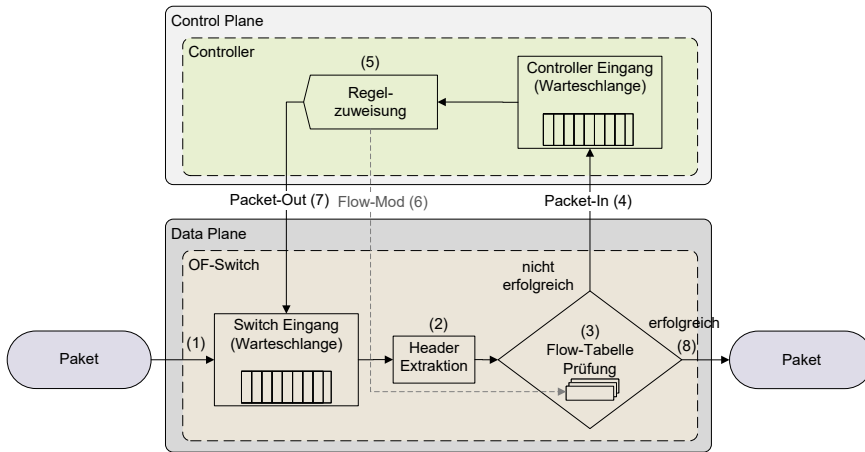 Control Plane
Controller
(5)
Regel-
zuweisung
Controller Eingang
(Warteschlange)
Packet-Out (7)
Flow-Mod (6)
Packet-In (4)
Data Plane
OF-Switch
nicht
erfolgreich
Paket
(1)
Switch Eingang
(Warteschlange)
(2)
Header
Extraktion
(3)
Flow-Tabelle
Prüfung
erfolgreich
(8)
Paket